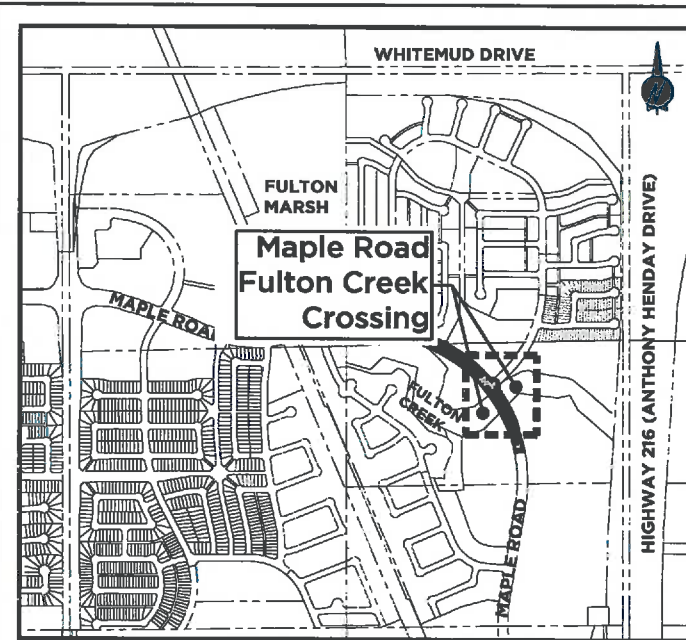 WHITEMUD DRIVE
N
FULTON
MARSH
Maple Road
Fulton Creek
Crossing
MAPLE ROA
FULTON
CREEK
MAPLE ROAD
HIGHWAY 216 (ANTHONY HENDAY DRIVE)